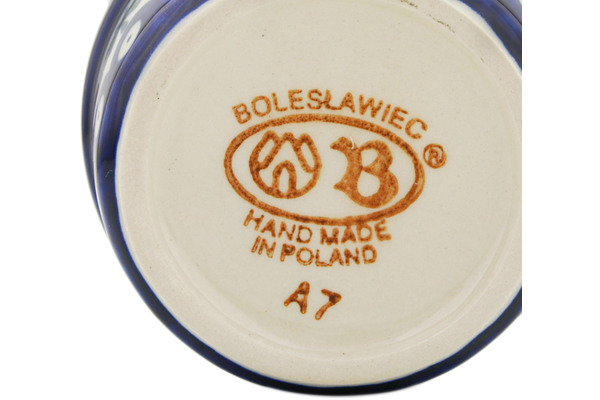 BOLESŁAWIEC
B®
HAND MADE
IN POLAND
A7